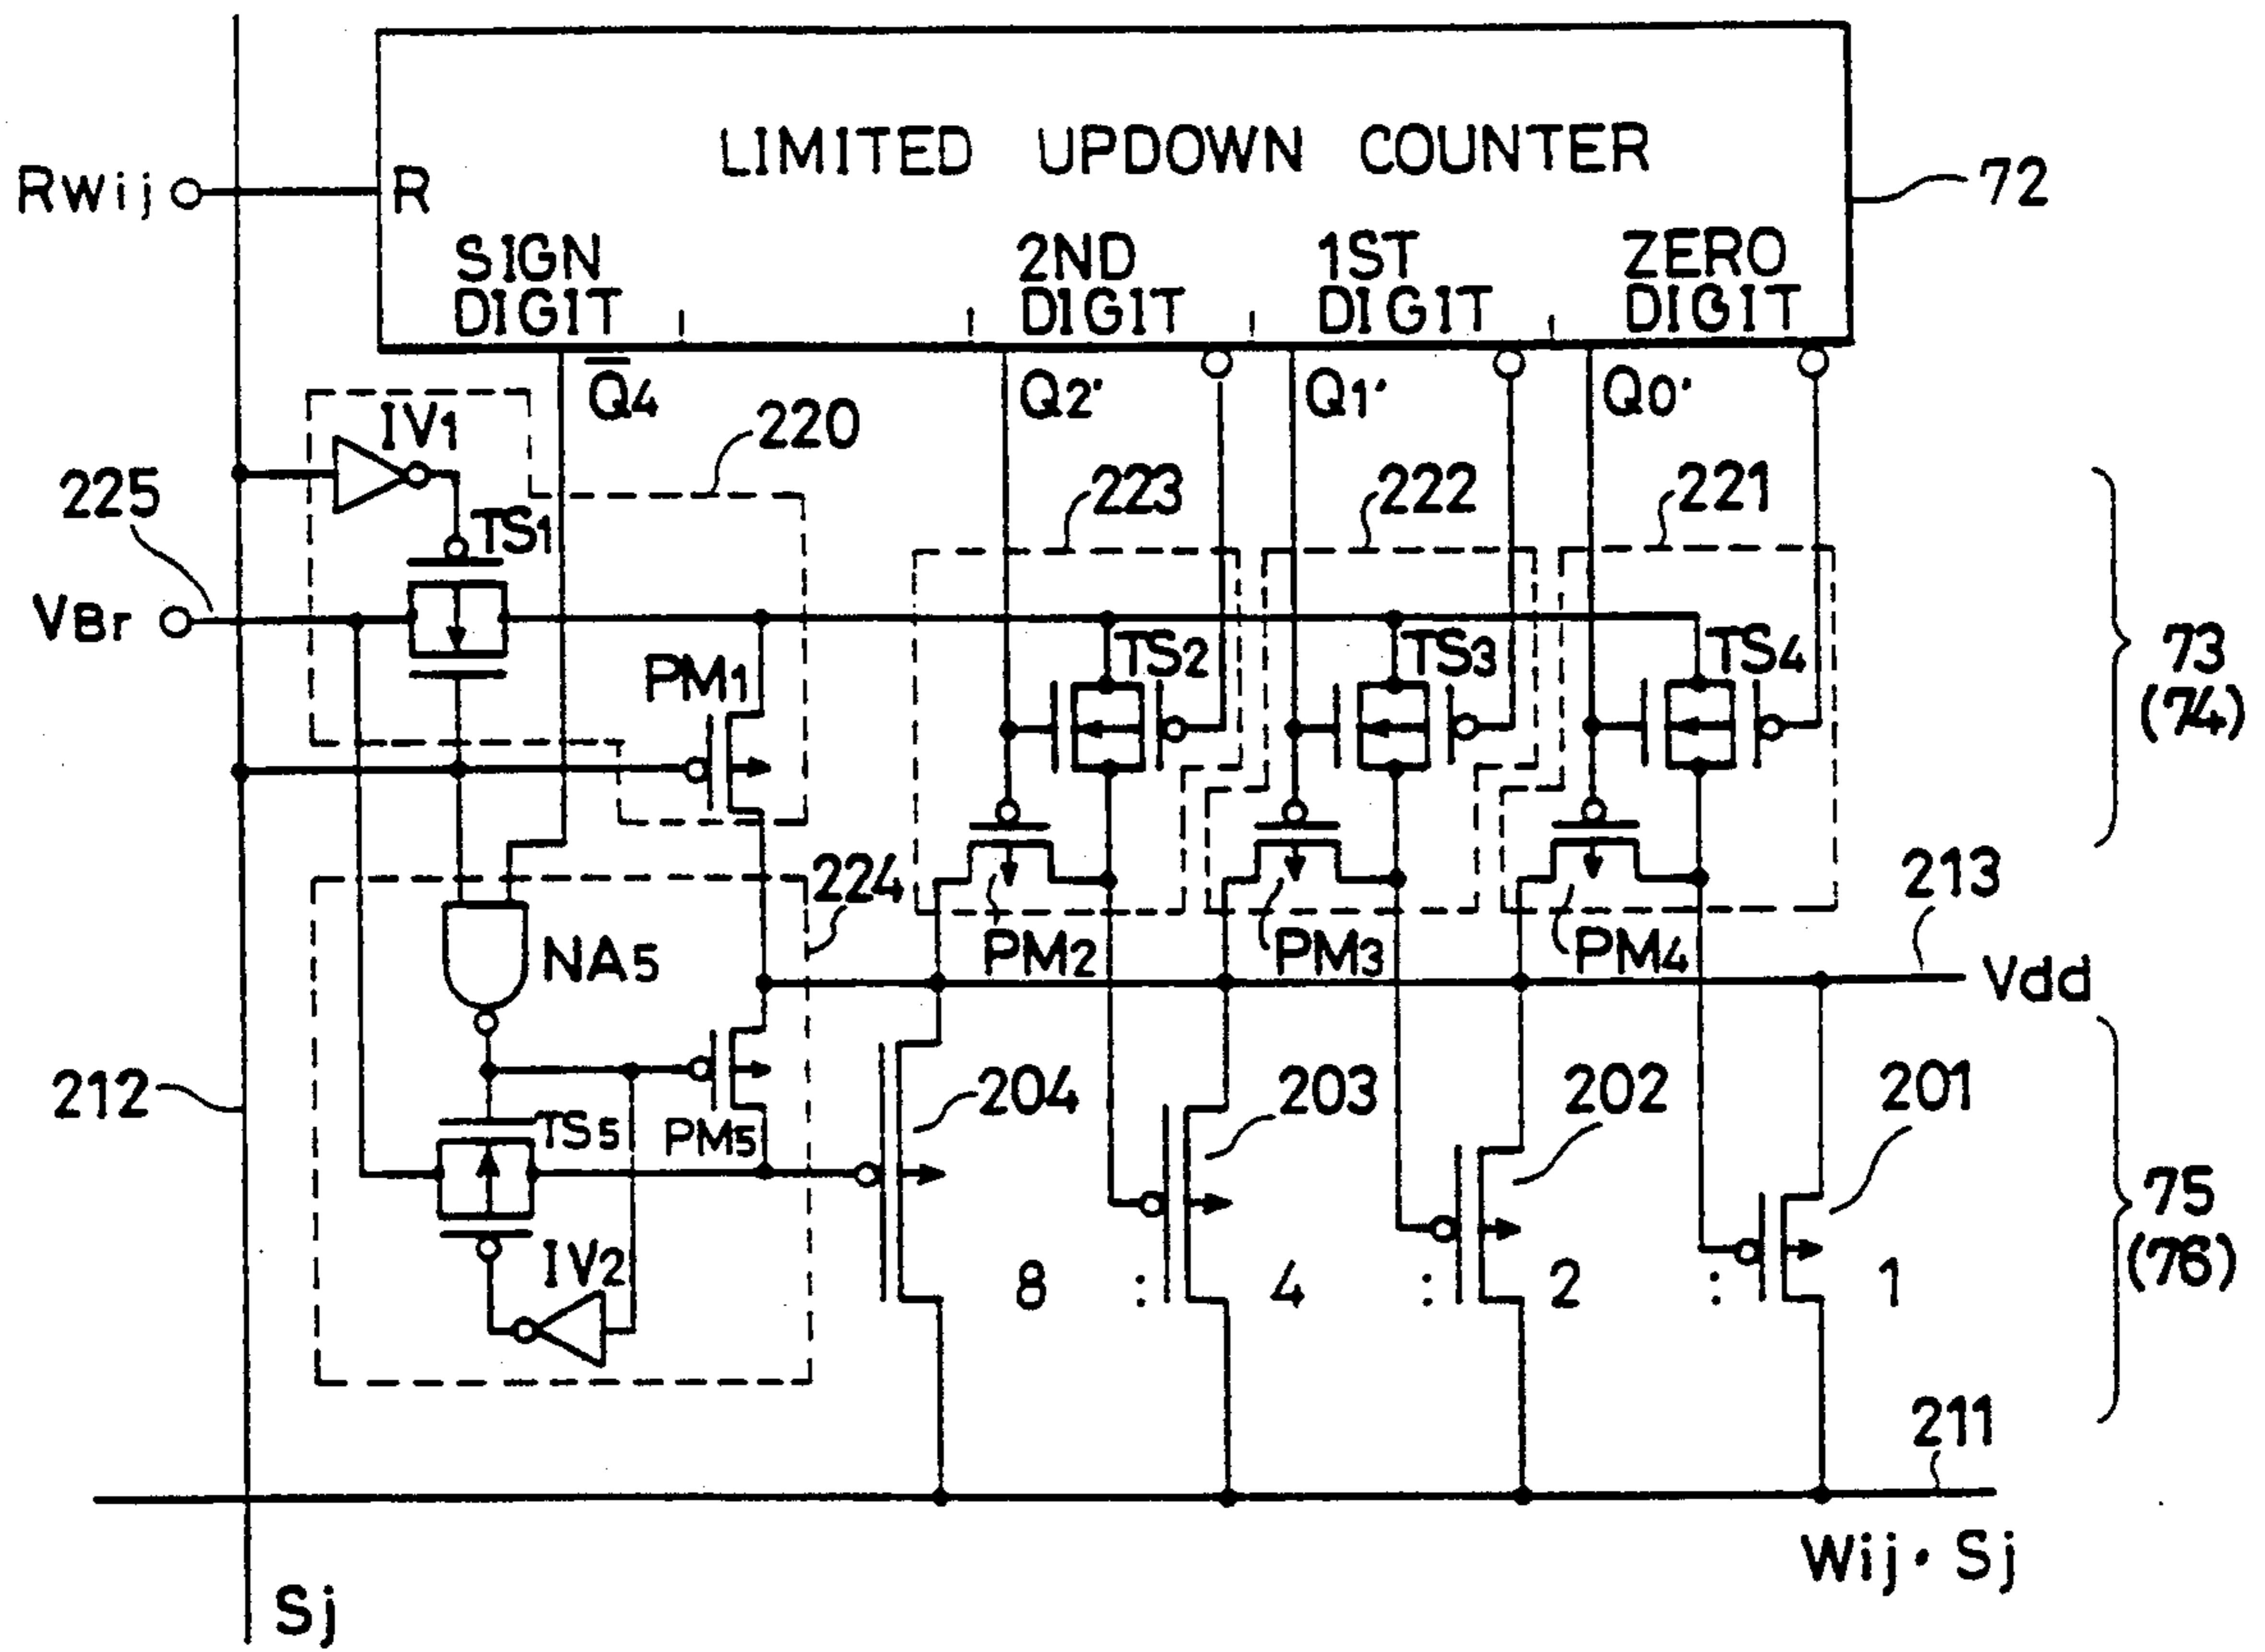 LIMITED UPDOWN COUNTER
RWij
R
72
SIGN DIGIT
2ND DIGIT
1ST DIGIT
ZERO DIGIT
Q̅4
Q2'
Q1'
Q0'
IV1
220
225
TS1
223
222
221
VBr
PM1
TS2
TS3
TS4
73
(74)
224
213
NA5
PM2
PM3
PM4
Vdd
212
204
203
202
201
TS5
PM5
75
(76)
IV2
8 : 4 : 2 : 1
211
Wij・Sj
Sj